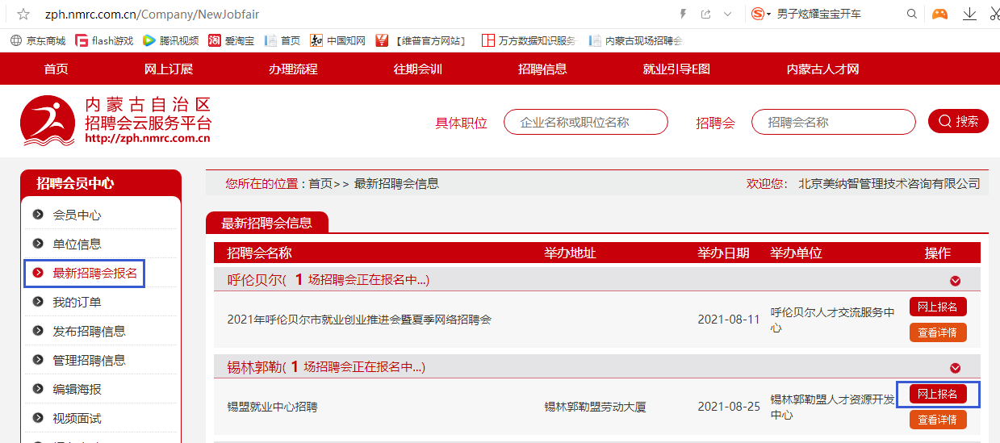 zph.nmrc.com.cn/Company/NewJobfair
男子炫耀宝宝开车
京东商城 flash游戏 腾讯视频 爱淘宝 首页 中国知网 【维普官方网站】 万方数据知识服务 内蒙古现场招聘会
首页 网上订展 办理流程 往期会训 招聘信息 就业引导E图 内蒙古人才网
内蒙古自治区
招聘会云服务平台
http://zph.nmrc.com.cn
具体职位 企业名称或职位名称 招聘会 招聘会名称 搜索
招聘会员中心
会员中心
单位信息
最新招聘会报名
我的订单
发布招聘信息
管理招聘信息
编辑海报
视频面试
您所在的位置：首页>> 最新招聘会信息 欢迎您： 北京美纳智管理技术咨询有限公司
最新招聘会信息
招聘会名称 举办地址 举办日期 举办单位 操作
呼伦贝尔( 1 场招聘会正在报名中...)
2021年呼伦贝尔市就业创业推进会暨夏季网络招聘会 2021-08-11 呼伦贝尔人才交流服务中心 网上报名
查看详情
锡林郭勒( 1 场招聘会正在报名中...)
锡盟就业中心招聘 锡林郭勒盟劳动大厦 2021-08-25 锡林郭勒盟人才资源开发中心 网上报名
查看详情